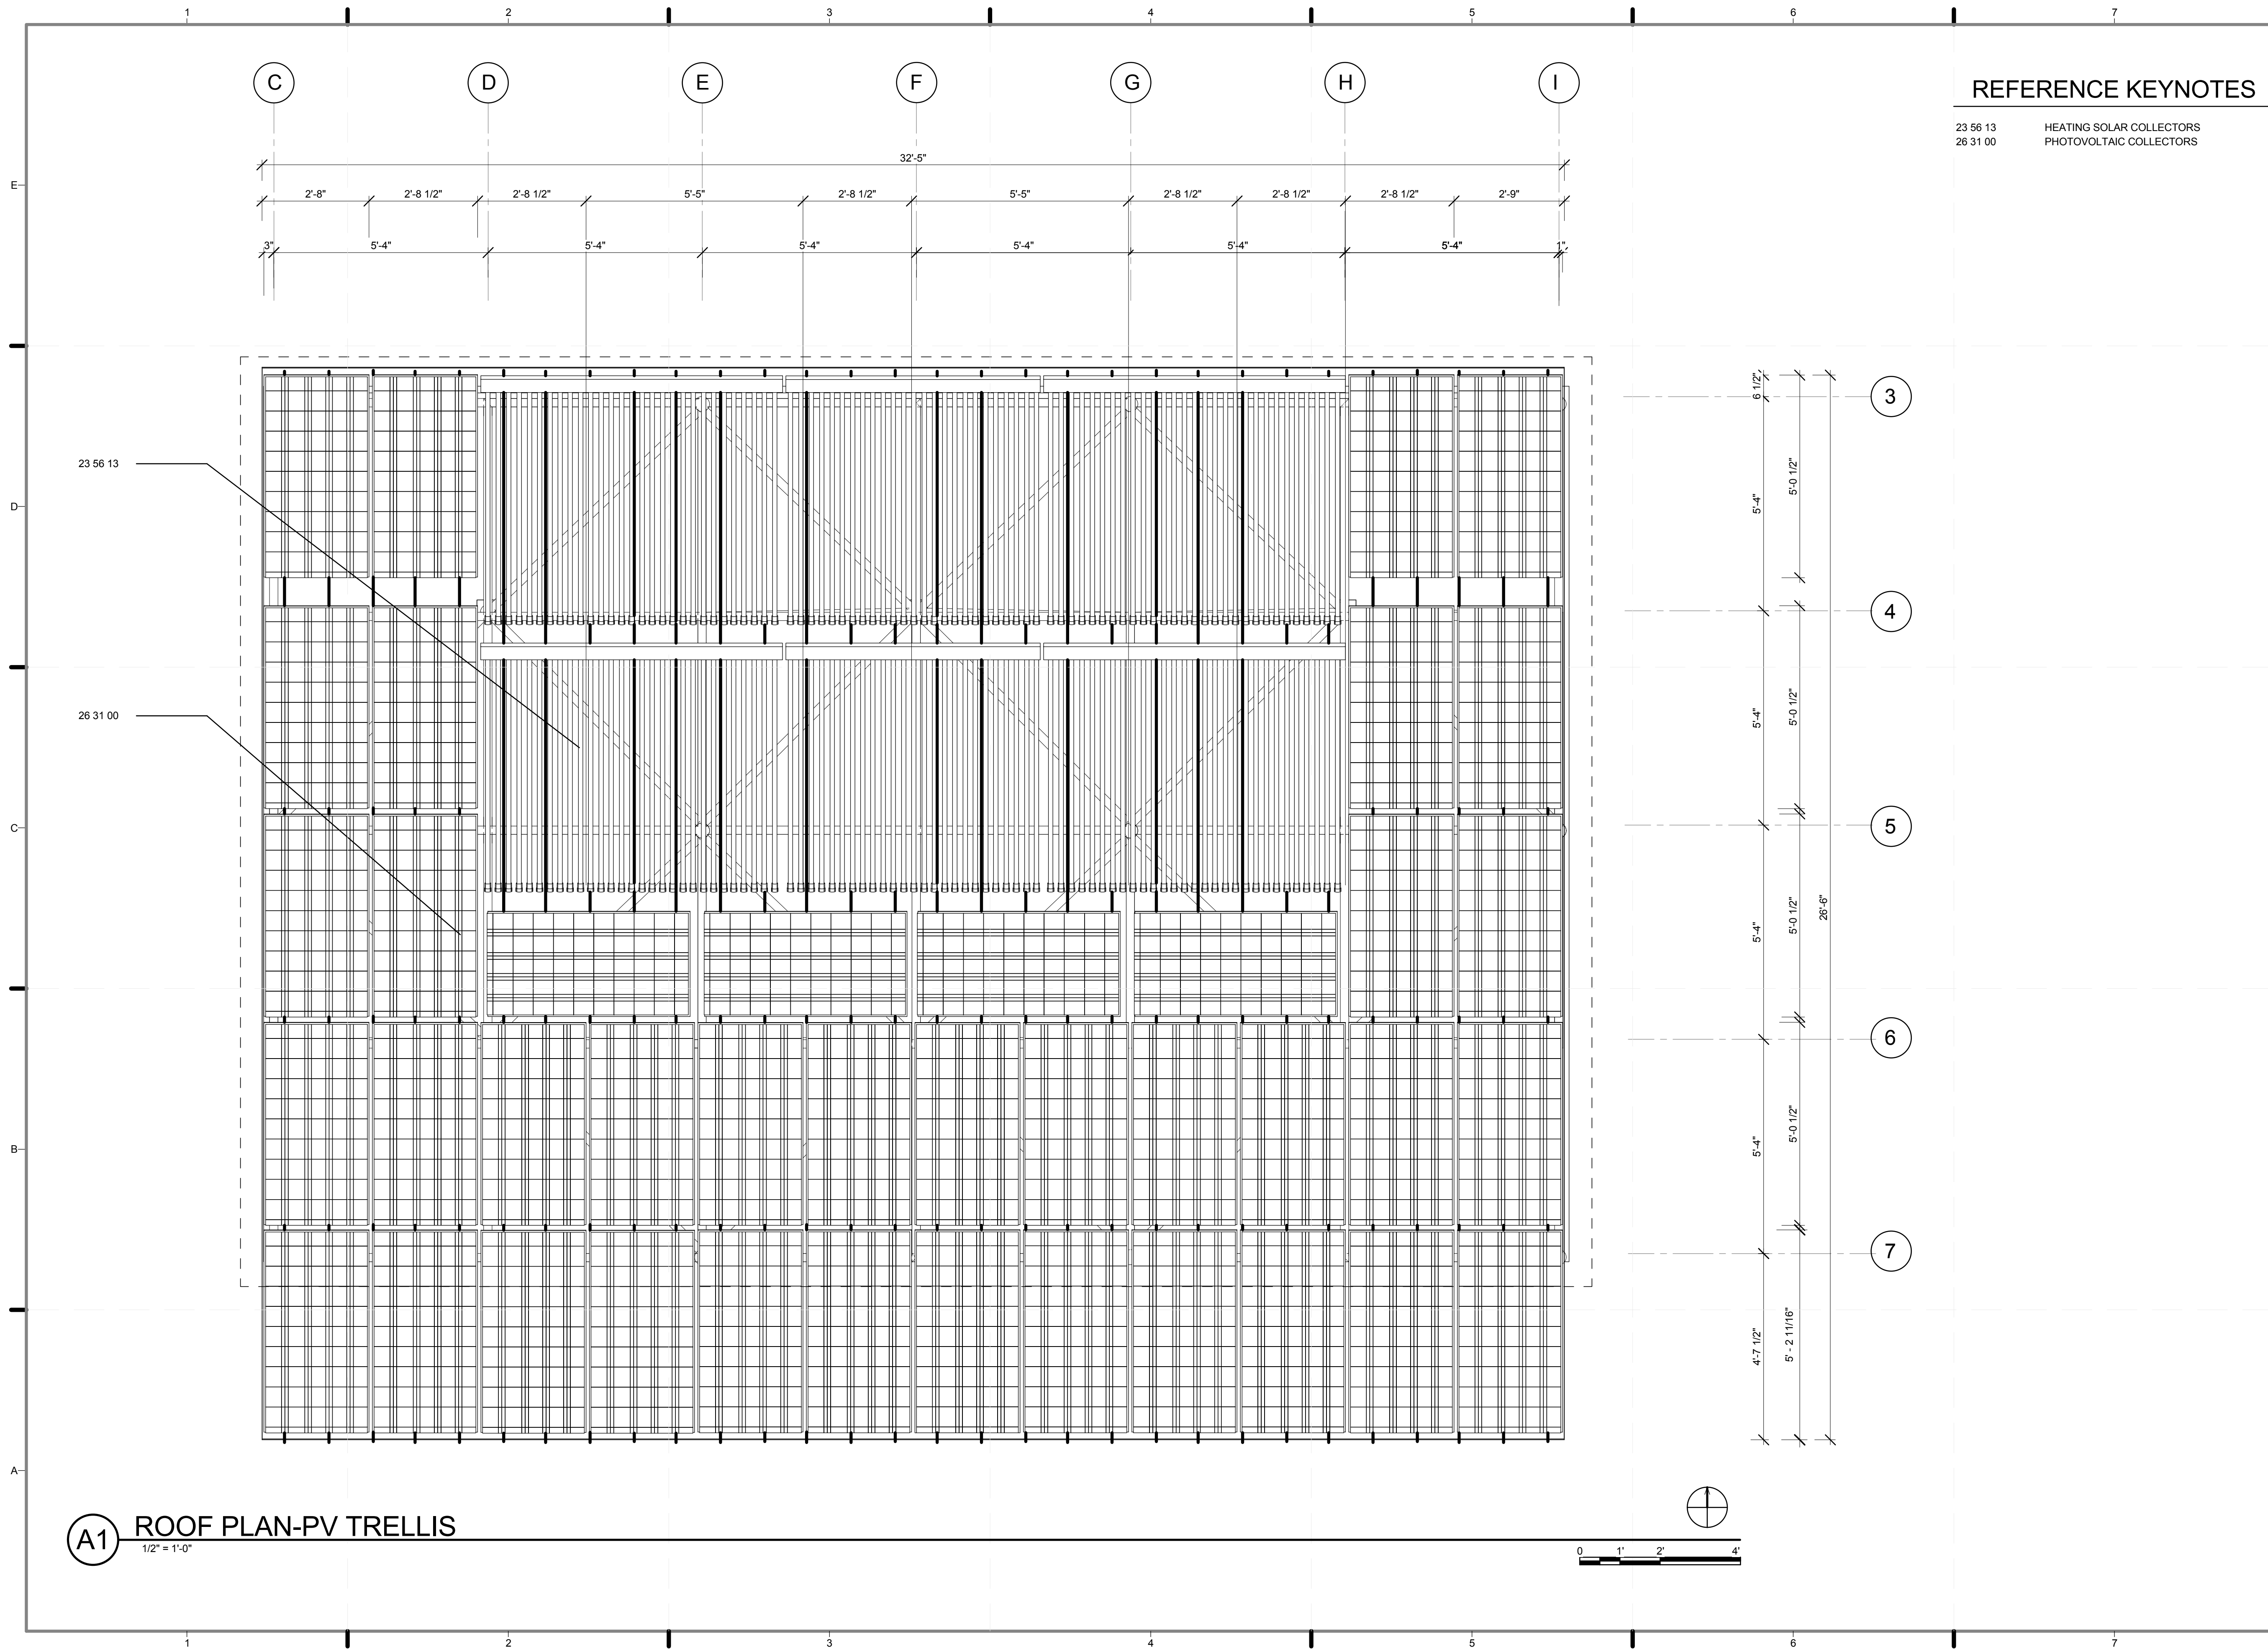 1 2 3 4 5 6 7
C D E F G H I
REFERENCE KEYNOTES
23 56 13 HEATING SOLAR COLLECTORS
26 31 00 PHOTOVOLTAIC COLLECTORS
32'-5"
E
2'-8" 2'-8 1/2" 2'-8 1/2" 5'-5" 2'-8 1/2" 5'-5" 2'-8 1/2" 2'-8 1/2" 2'-8 1/2" 2'-9"
3" 5'-4" 5'-4" 5'-4" 5'-4" 5'-4" 5'-4" 1"
6 1/2"
3
23 56 13
5'-4" 5'-0 1/2"
D
4
26 31 00
5'-4" 5'-0 1/2"
C
5
5'-4" 5'-0 1/2" 26'-6"
6
5'-4" 5'-0 1/2"
B
7
4'-7 1/2" 5' - 2 11/16"
A
A1 ROOF PLAN-PV TRELLIS
1/2" = 1'-0"
0 1' 2' 4'
1 2 3 4 5 6 7